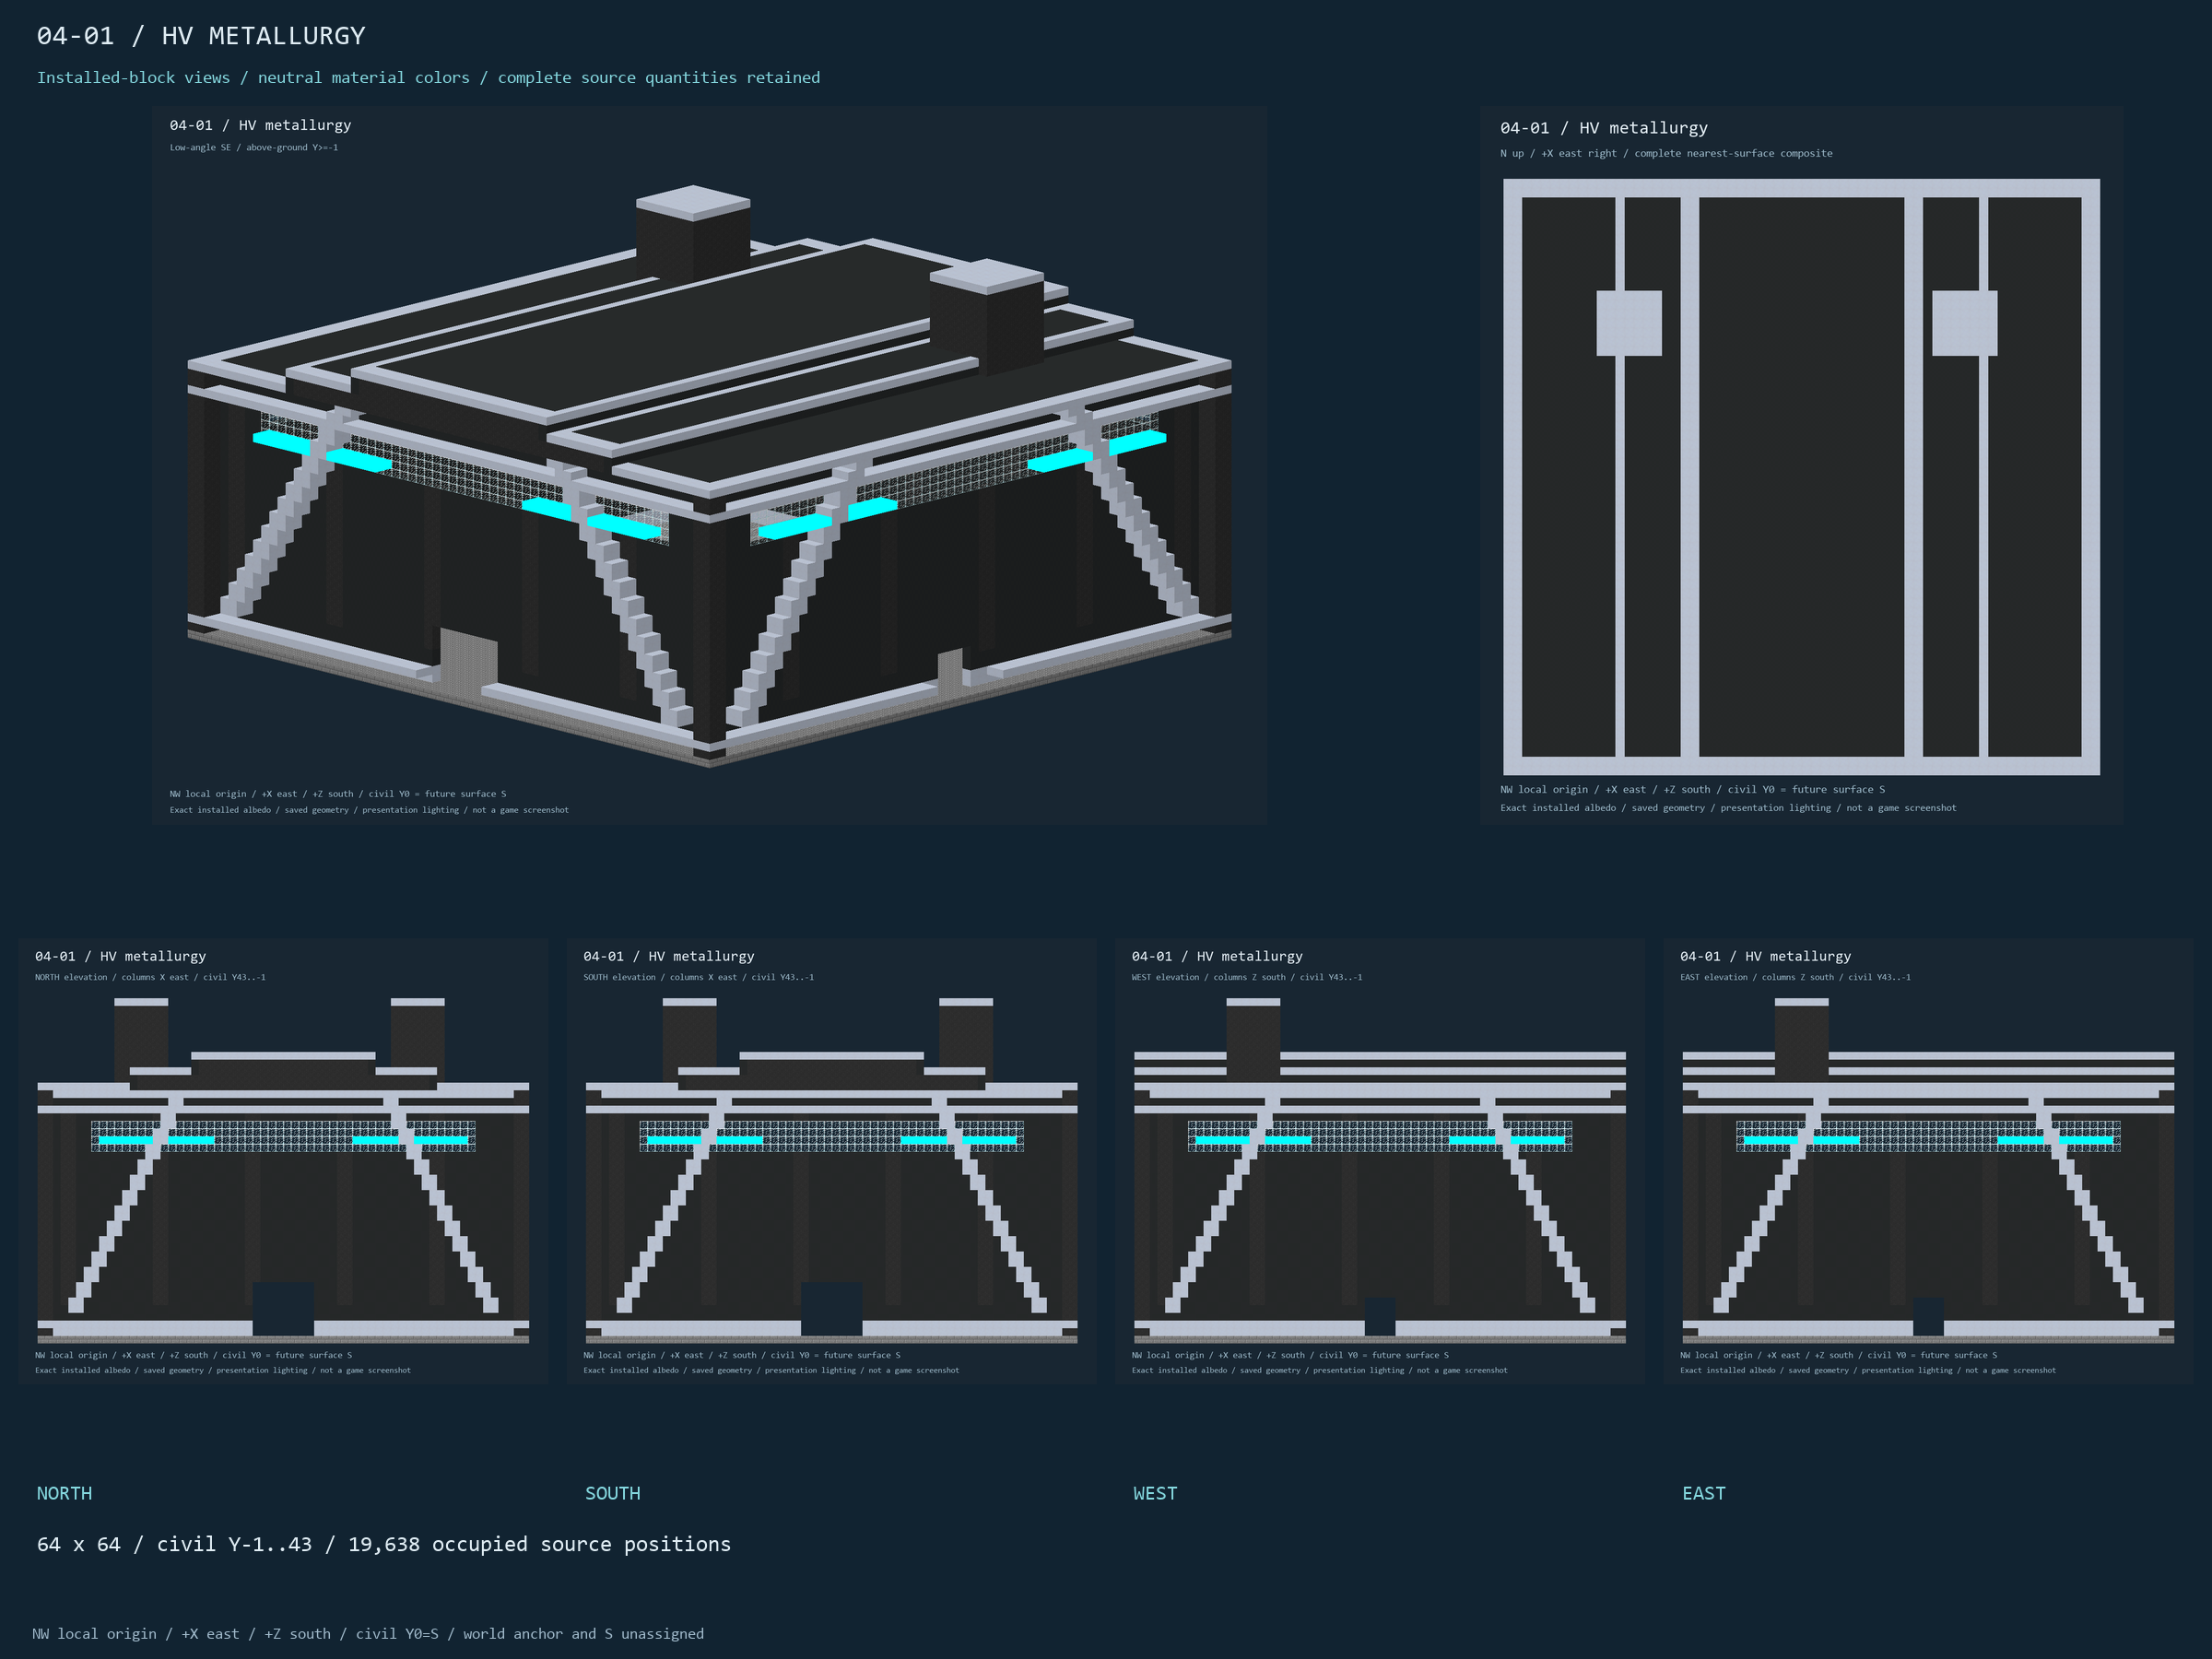 04-01 / HV METALLURGY
Installed-block views / neutral material colors / complete source quantities retained
04-01 / HV metallurgy
Low-angle SE / above-ground Y>=-1
NW local origin / +X east / +Z south / civil Y0 = future surface S
Exact installed albedo / saved geometry / presentation lighting / not a game screenshot
04-01 / HV metallurgy
N up / +X east right / complete nearest-surface composite
NW local origin / +X east / +Z south / civil Y0 = future surface S
Exact installed albedo / saved geometry / presentation lighting / not a game screenshot
04-01 / HV metallurgy
NORTH elevation / columns X east / civil Y43..-1
NW local origin / +X east / +Z south / civil Y0 = future surface S
Exact installed albedo / saved geometry / presentation lighting / not a game screenshot
04-01 / HV metallurgy
SOUTH elevation / columns X east / civil Y43..-1
NW local origin / +X east / +Z south / civil Y0 = future surface S
Exact installed albedo / saved geometry / presentation lighting / not a game screenshot
04-01 / HV metallurgy
WEST elevation / columns Z south / civil Y43..-1
NW local origin / +X east / +Z south / civil Y0 = future surface S
Exact installed albedo / saved geometry / presentation lighting / not a game screenshot
04-01 / HV metallurgy
EAST elevation / columns Z south / civil Y43..-1
NW local origin / +X east / +Z south / civil Y0 = future surface S
Exact installed albedo / saved geometry / presentation lighting / not a game screenshot
NORTH
SOUTH
WEST
EAST
64 x 64 / civil Y-1..43 / 19,638 occupied source positions
NW local origin / +X east / +Z south / civil Y0=S / world anchor and S unassigned